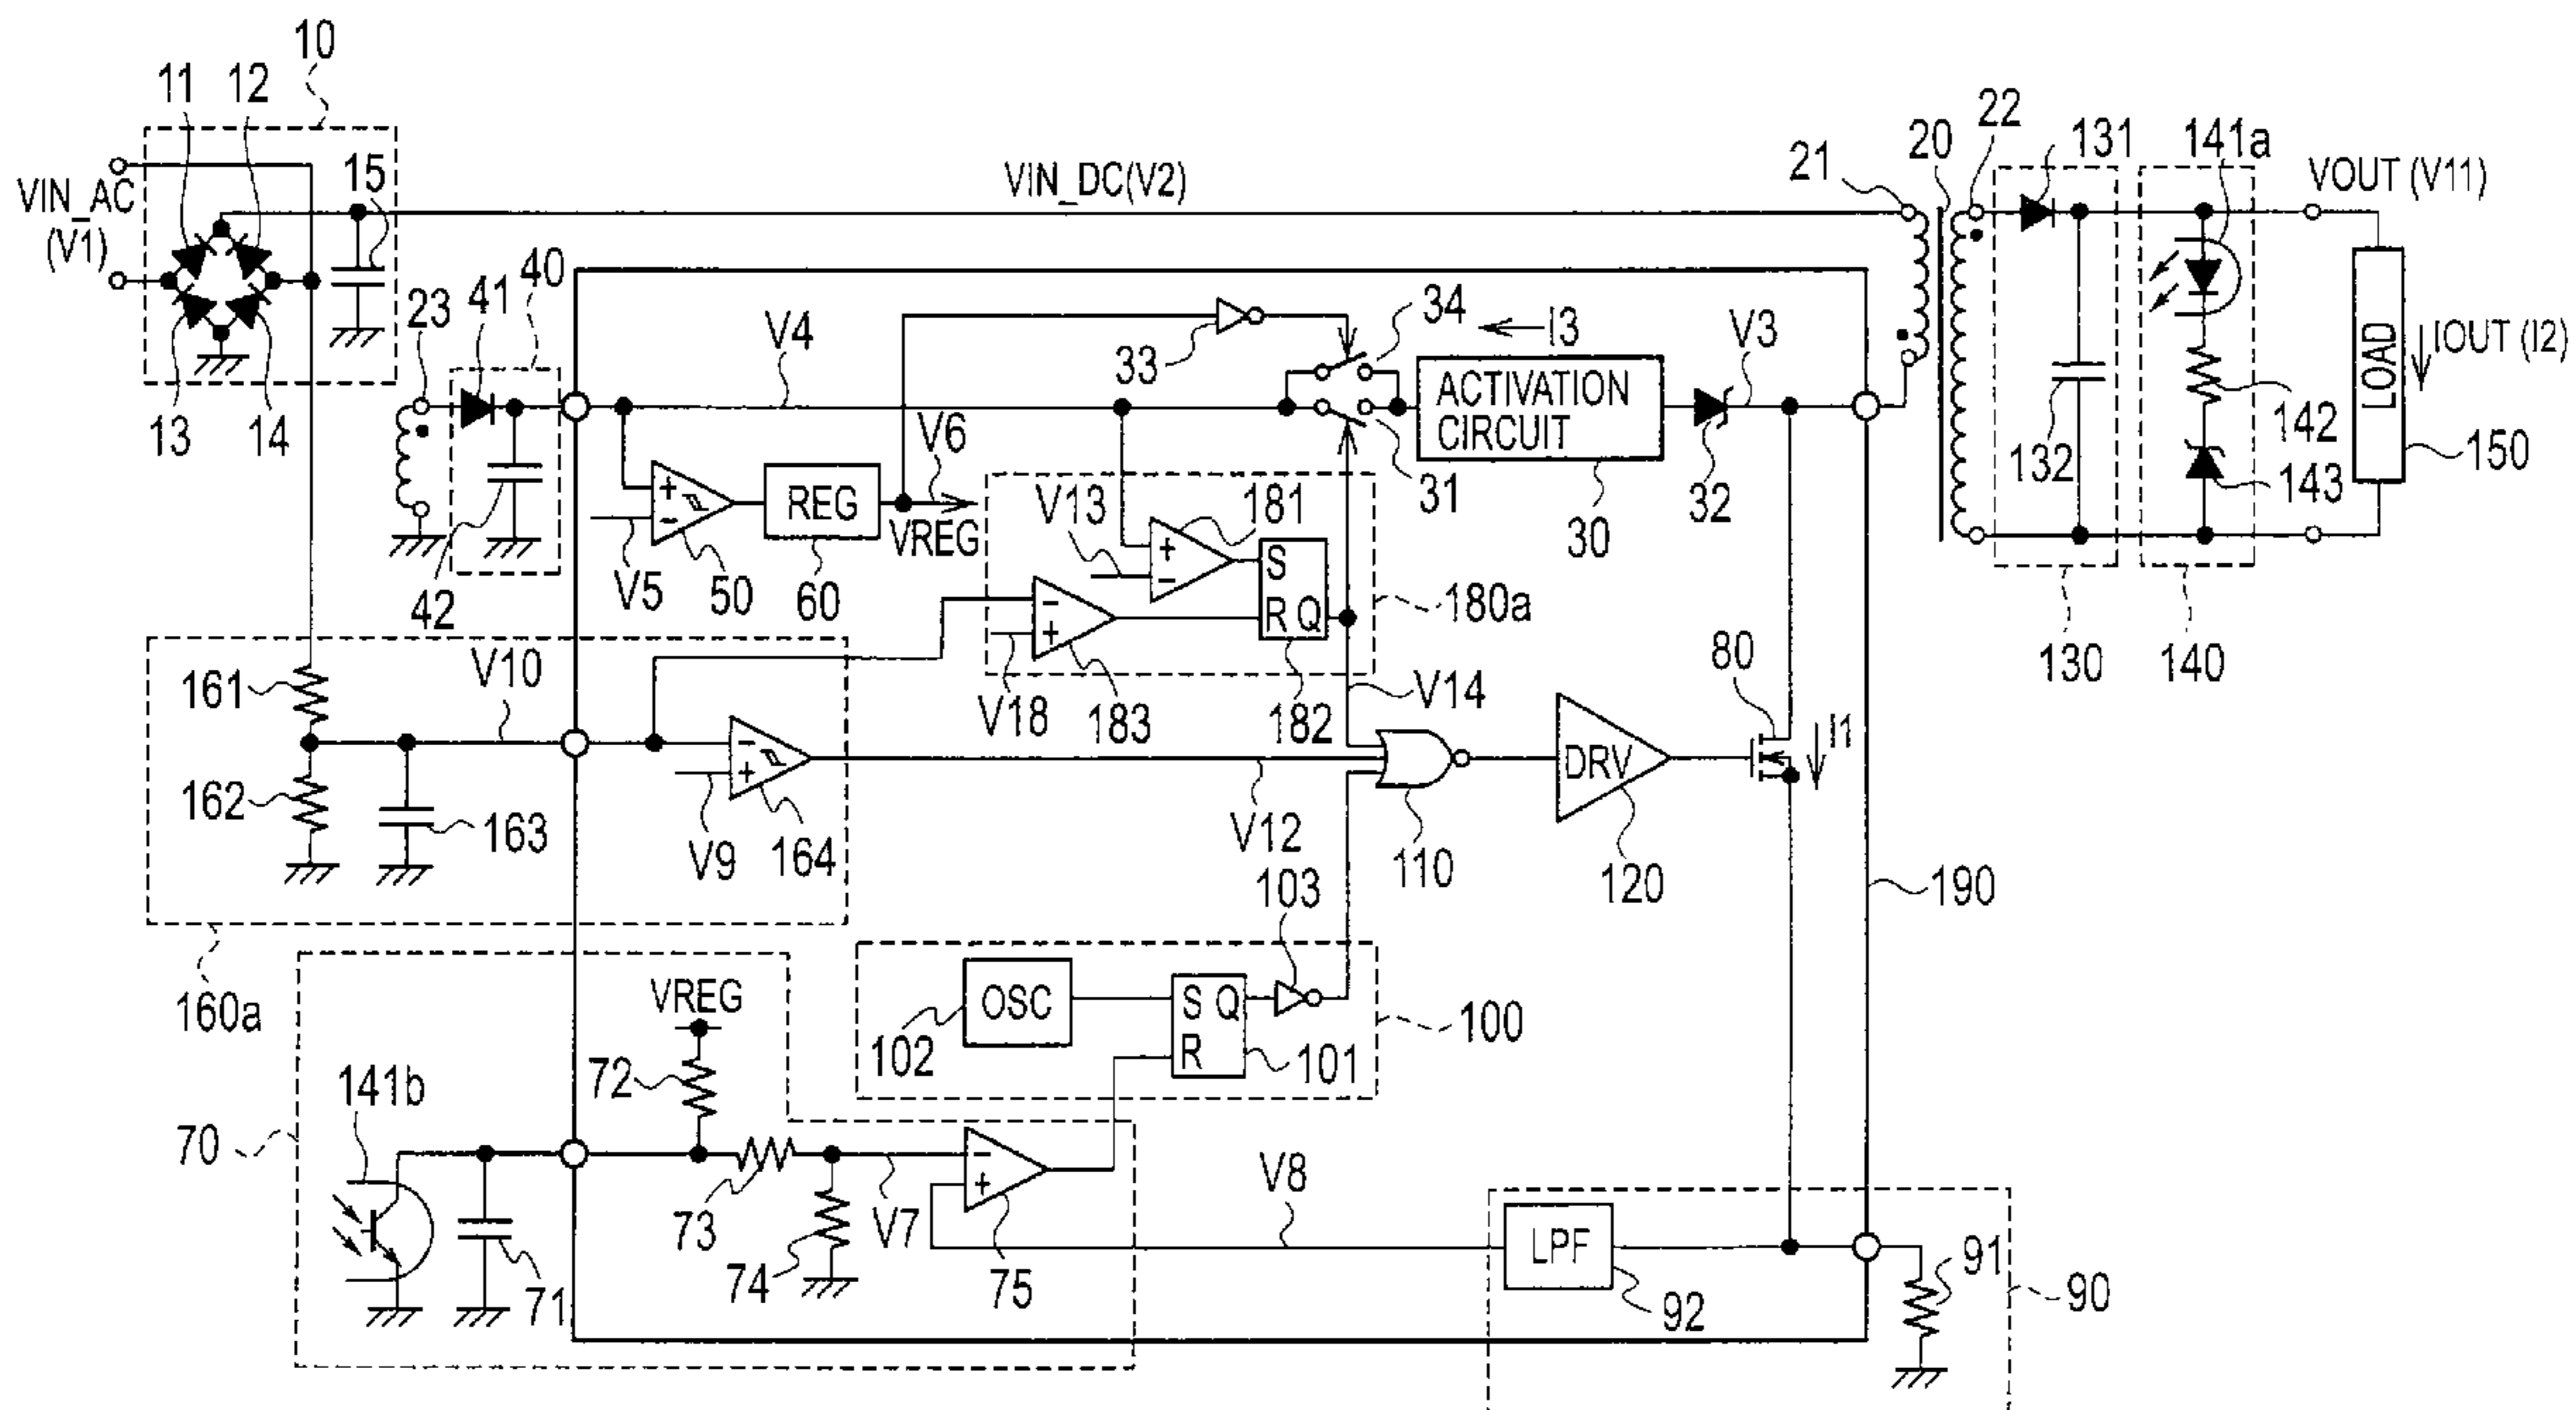 10
11 12
15
VIN_AC
(V1)
13 14
VIN_DC(V2)
21 20 22
131 141a
VOUT (V11)
LOAD
IOUT (I2)
132 142
143 150
130 140
23 41 40
42
V4
33 34
31
I3
ACTIVATION
CIRCUIT
30
32
V3
V5 50
REG
60
V6
VREG
V13 181
S
R Q
180a
V18 183 182
V14
161
162
V10
163
V9 164
160a
V12
110
DRV
120
80
I1
190
103
OSC
102
S Q
R
101
100
VREG
72
141b
70
71
73
74
V7
75
V8
LPF
92
91
90
+
−
+
−
−
+
−
+
−
+